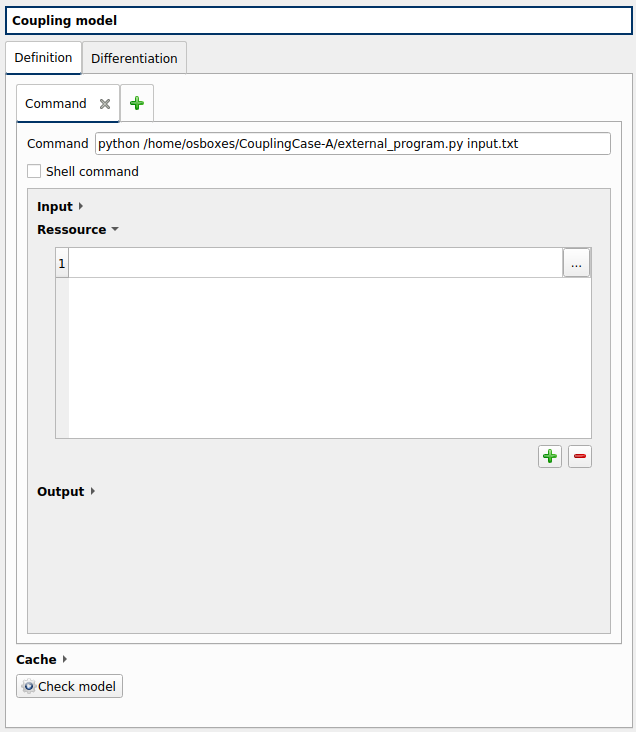 Coupling model
Definition
Differentiation
Command
Command python /home/osboxes/CouplingCase-A/external_program.py input.txt
Shell command
Input
Ressource
1
...
Output
Cache
Check model